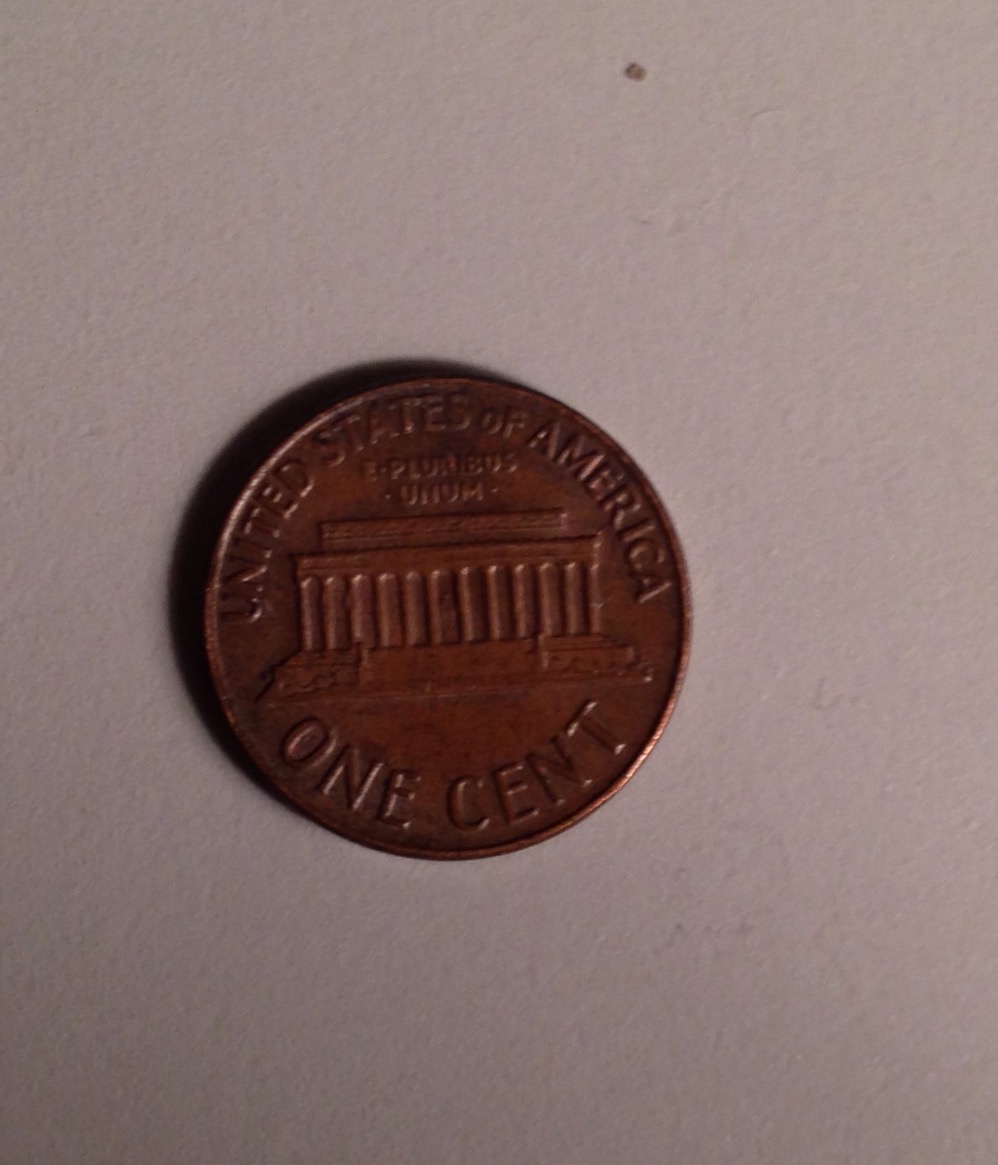 UNITED STATES OF AMERICA
E·PLURIBUS
·UNUM·
ONE CENT